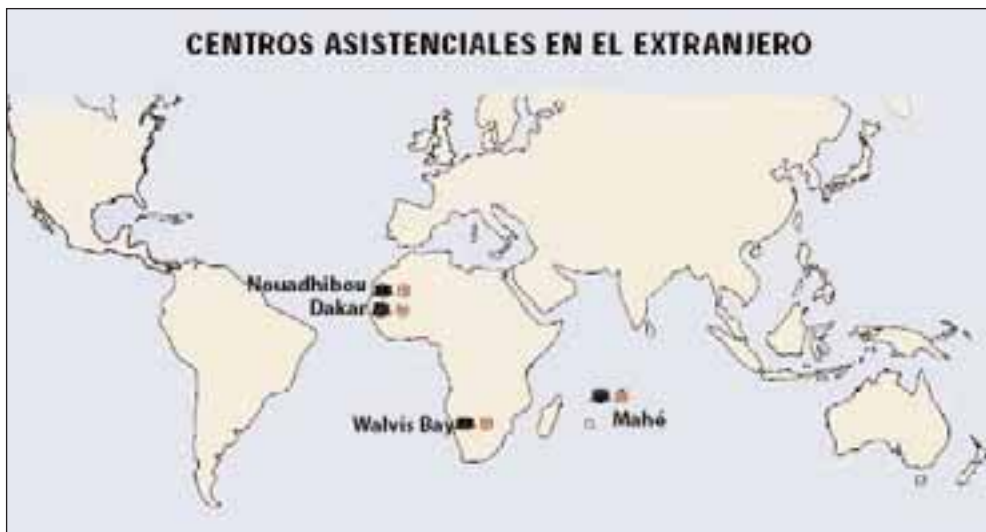 CENTROS ASISTENCIALES EN EL EXTRANJERO
Nouadhibou
Dakar
Walvis Bay
Mahé